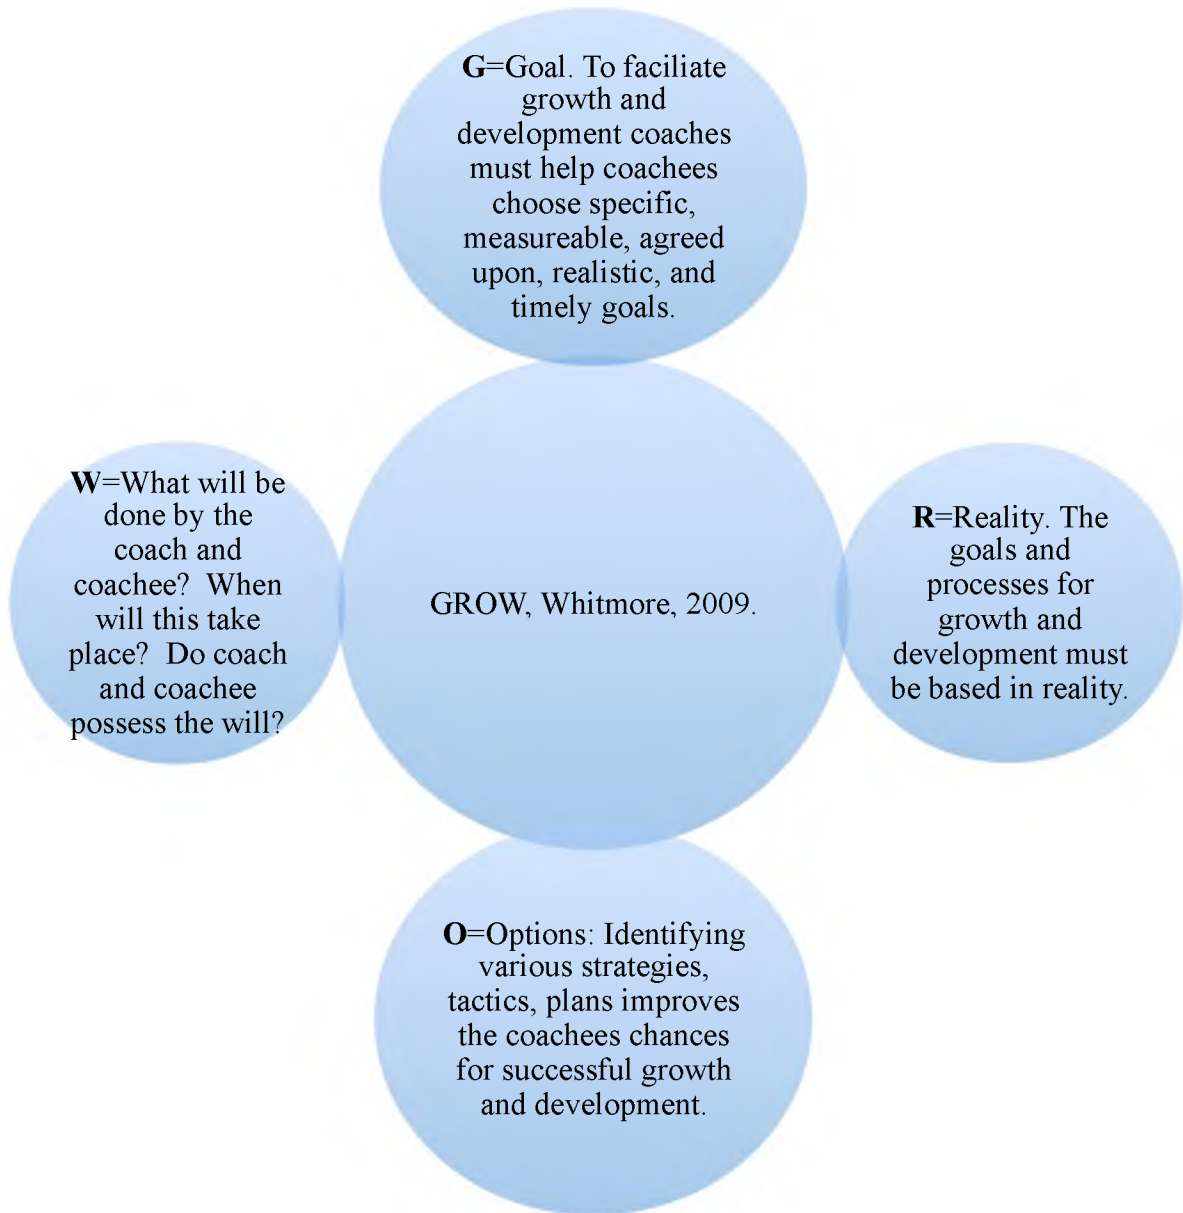 G=Goal. To faciliate
growth and
development coaches
must help coachees
choose specific,
measureable, agreed
upon, realistic, and
timely goals.
W=What will be
done by the
coach and
coachee?  When
will this take
place?  Do coach
and coachee
possess the will?
GROW, Whitmore, 2009.
R=Reality. The
goals and
processes for
growth and
development must
be based in reality.
O=Options: Identifying
various strategies,
tactics, plans improves
the coachees chances
for successful growth
and development.